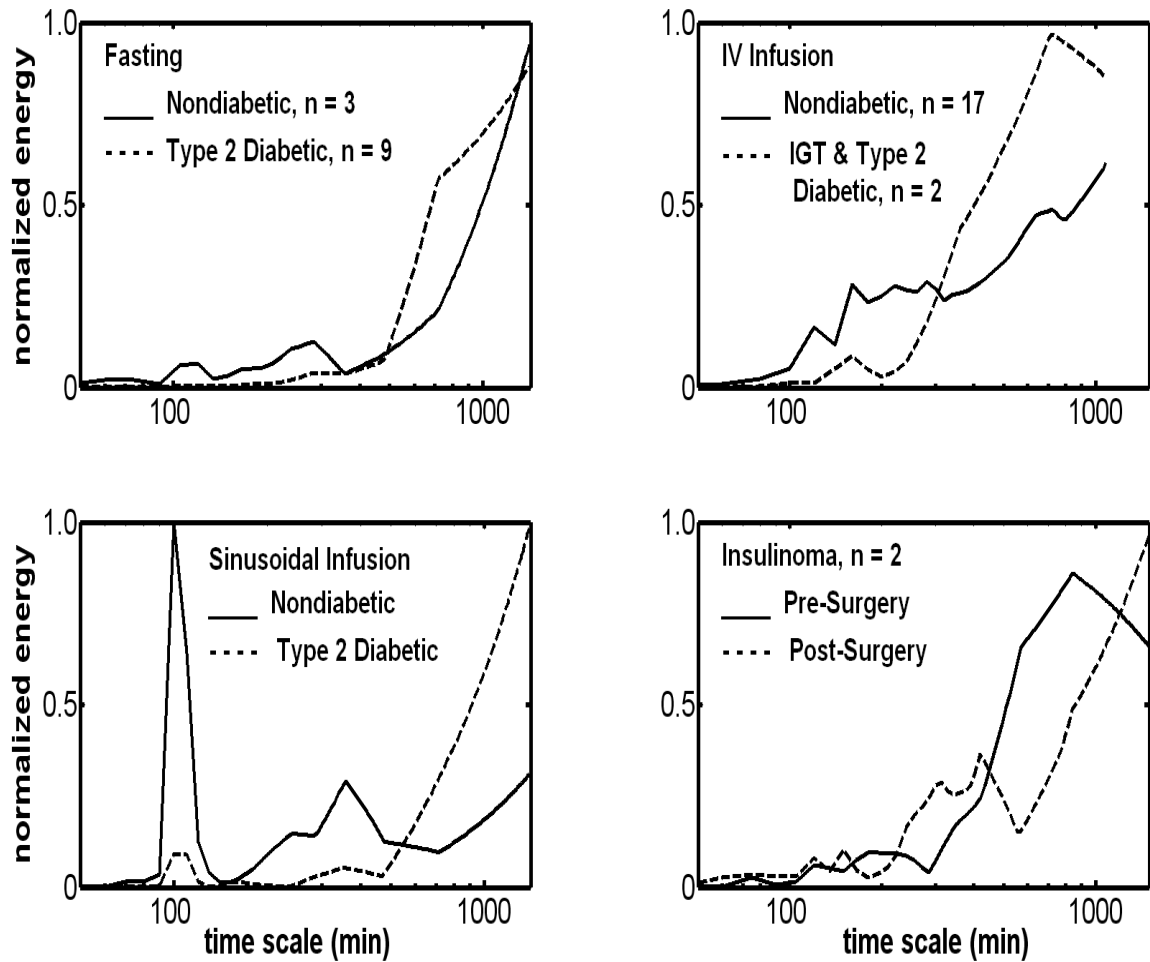 1.0
Fasting
Nondiabetic, n = 3
Type 2 Diabetic, n = 9
0.5
0
100
1000
normalized energy
1.0
IV Infusion
Nondiabetic, n = 17
IGT & Type 2
Diabetic, n = 2
0.5
0
100
1000
1.0
Sinusoidal Infusion
Nondiabetic
Type 2 Diabetic
0.5
0
100
1000
normalized energy
time scale (min)
1.0
Insulinoma, n = 2
Pre-Surgery
Post-Surgery
0.5
0
100
1000
time scale (min)